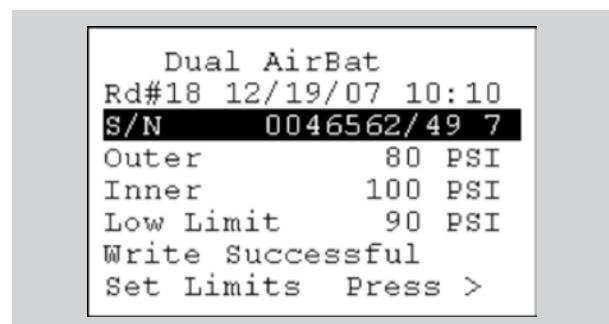 Dual AirBat
Rd#18 12/19/07 10:10
S/N 0046562/49 7
Outer 80 PSI
Inner 100 PSI
Low Limit 90 PSI
Write Successful
Set Limits Press >